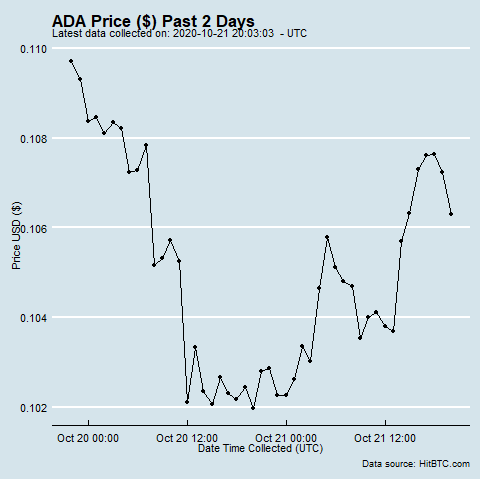 ADA Price ($) Past 2 Days
Latest data collected on: 2020-10-21 20:03:03  - UTC
0.110
0.108
0.106
0.104
0.102
Price USD ($)
Oct 20 00:00 Oct 20 12:00 Oct 21 00:00 Oct 21 12:00
Date Time Collected (UTC)
Data source: HitBTC.com